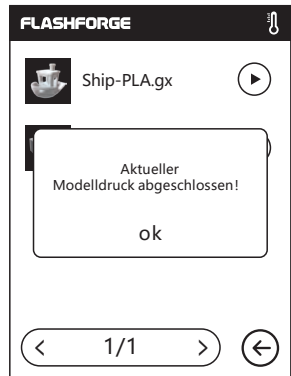 FLASHFORGE
Ship-PLA.gx
Aktueller
Modelldruck abgeschlossen!
ok
1/1